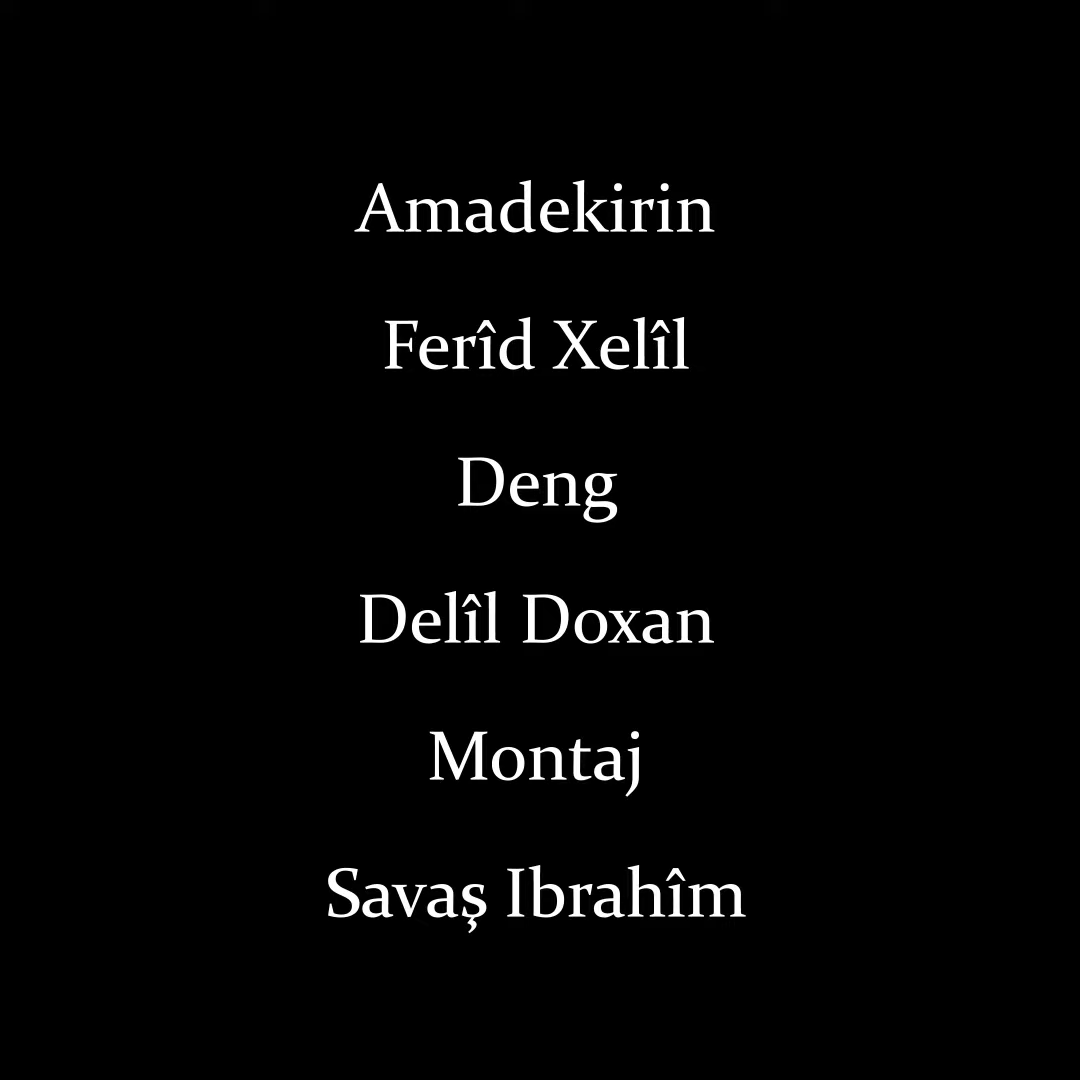 Amadekirin
Ferîd Xelîl
Deng
Delîl Doxan
Montaj
Savaş Ibrahîm